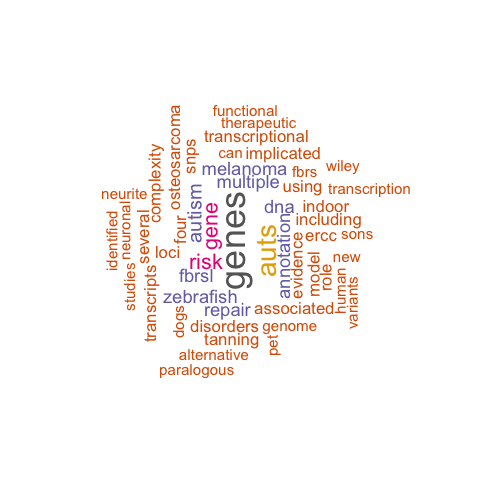 functional
therapeutic
transcriptional
can implicated
melanoma fbrs wiley
multiple using transcription
neurite
osteosarcoma
snps
complexity
autism
gene
genes
dna indoor
including
auts
annotation
evidence
ercc sons
identified
neuronal
several
four
loci
risk
studies
transcripts
fbrsl
zebrafish
model
role
new
human
variants
repair associated
dogs
disorders genome
tanning
pet
alternative
paralogous